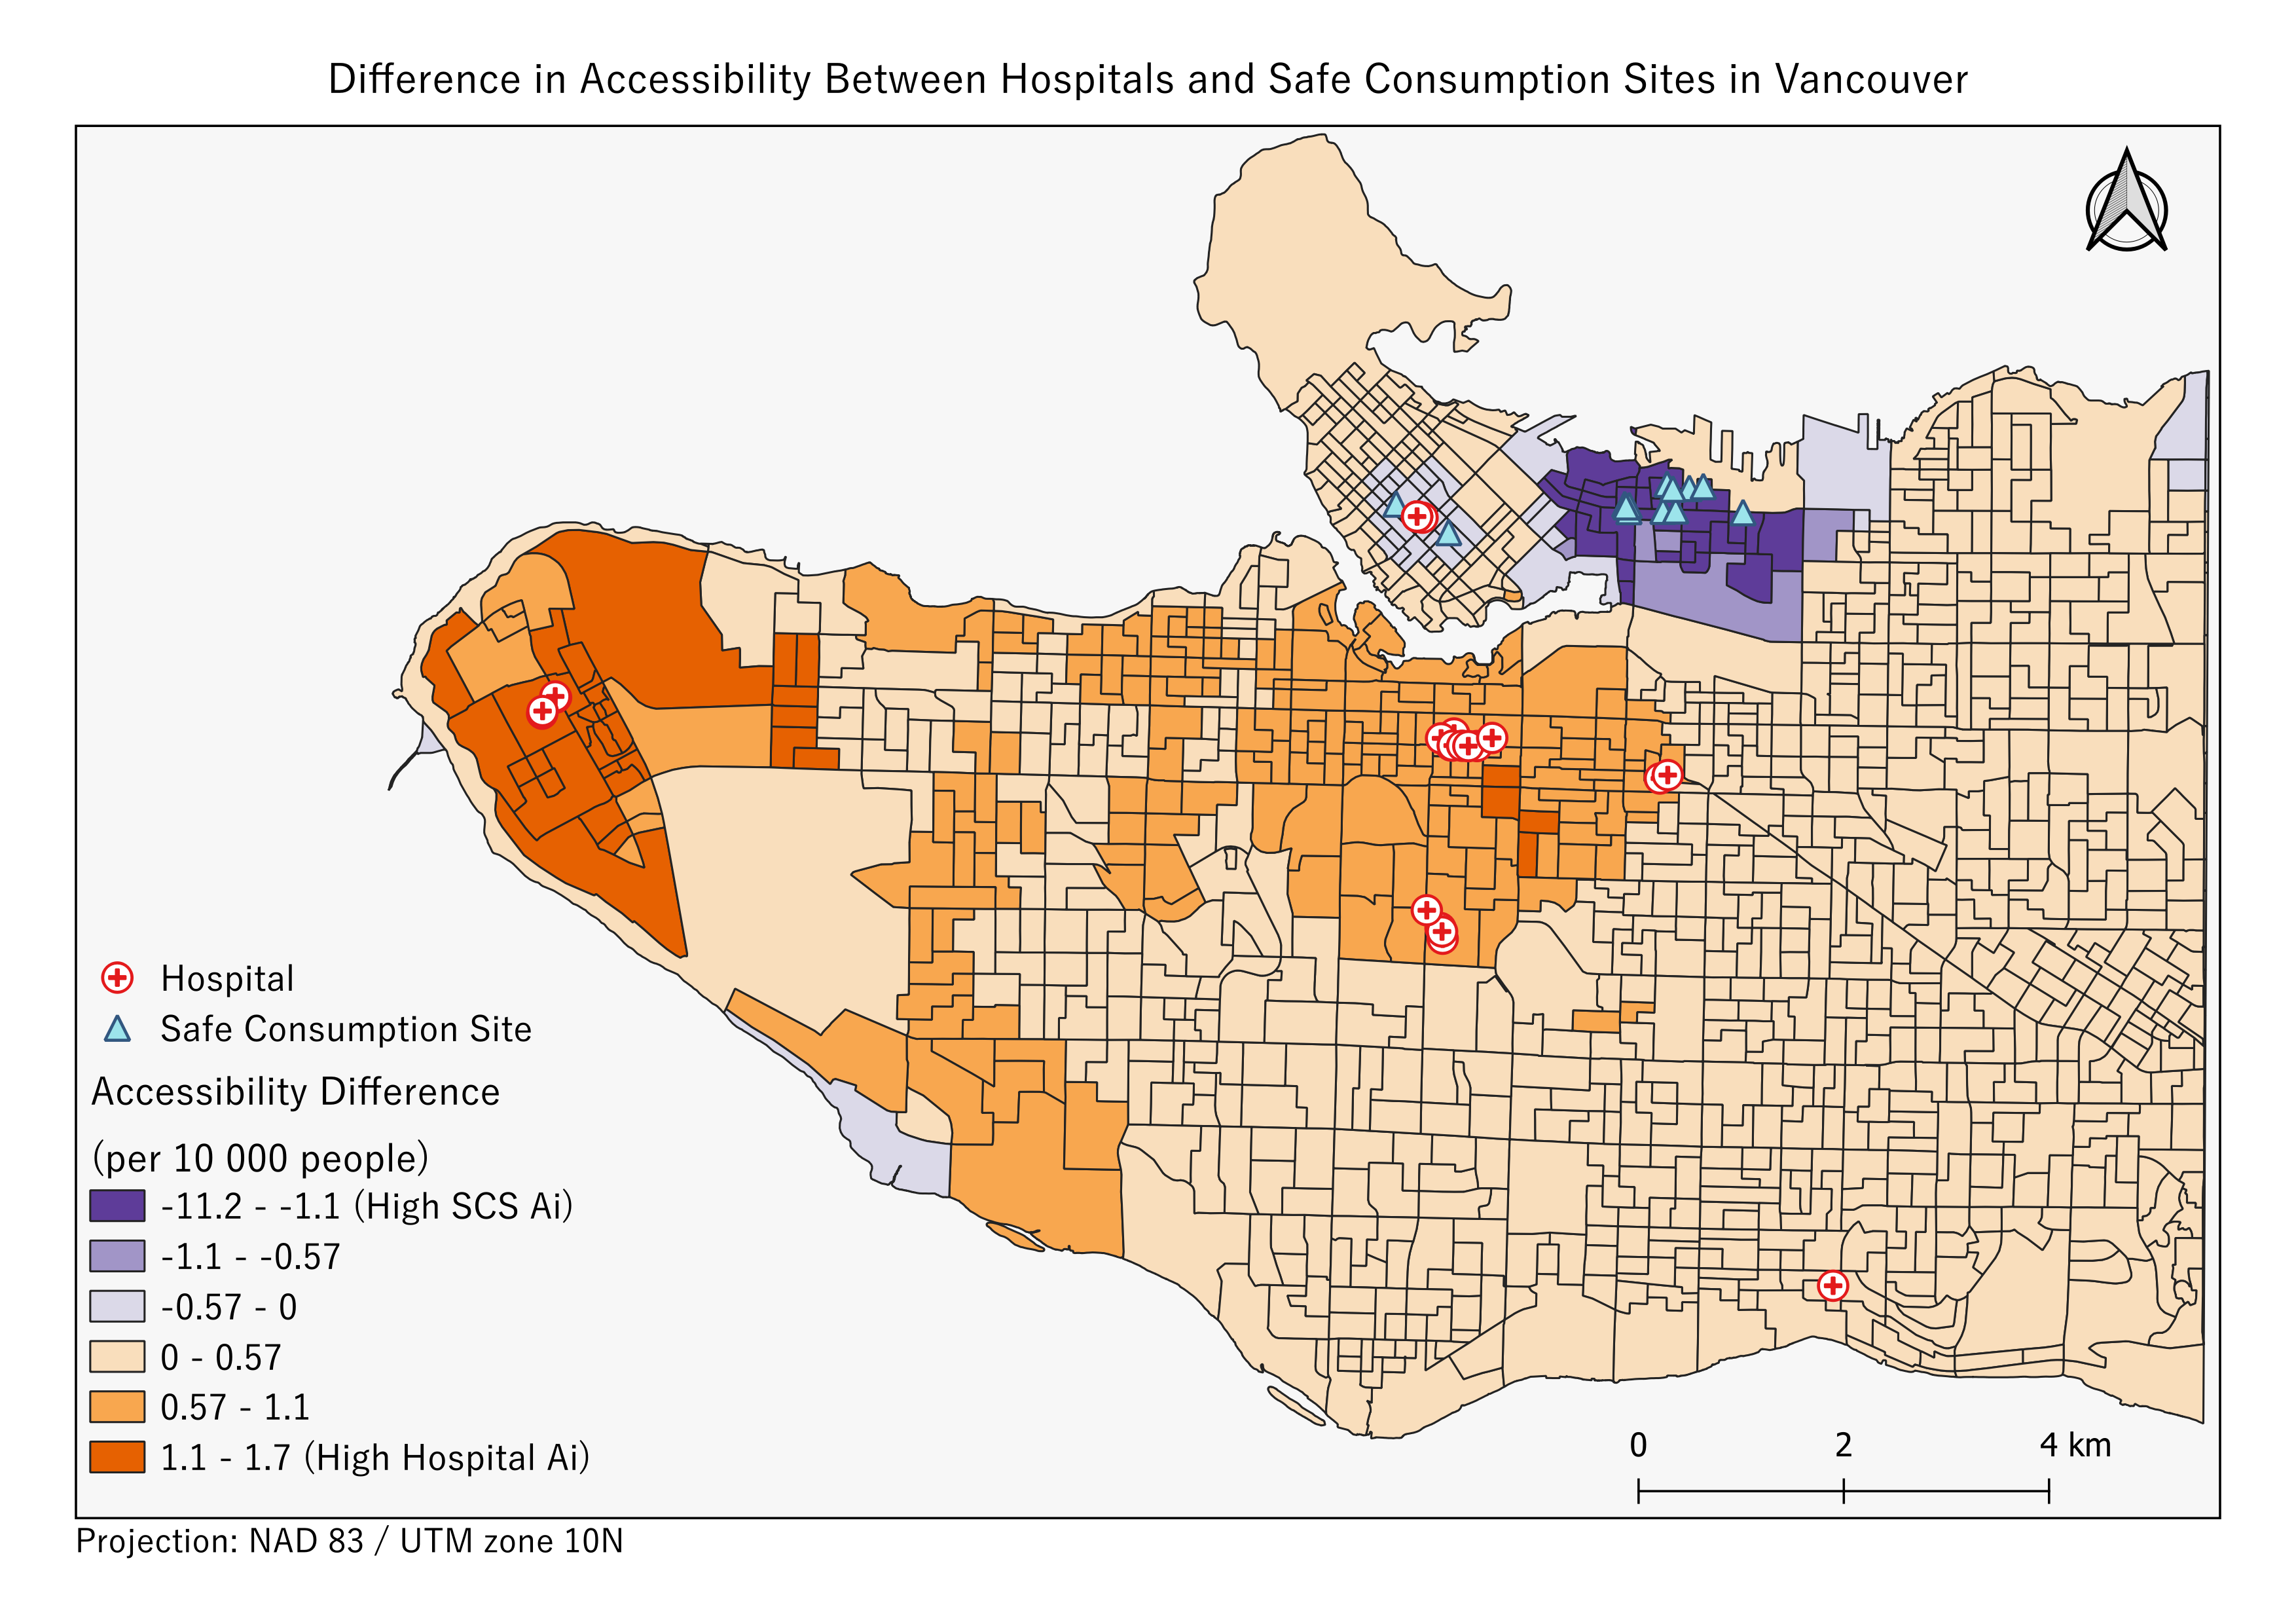 Difference in Accessibility Between Hospitals and Safe Consumption Sites in Vancouver
Hospital
Safe Consumption Site
Accessibility Difference
(per 10 000 people)
-11.2 - -1.1 (High SCS Ai)
-1.1 - -0.57
-0.57 - 0
0 - 0.57
0.57 - 1.1
1.1 - 1.7 (High Hospital Ai)
0 2 4 km
Projection: NAD 83 / UTM zone 10N